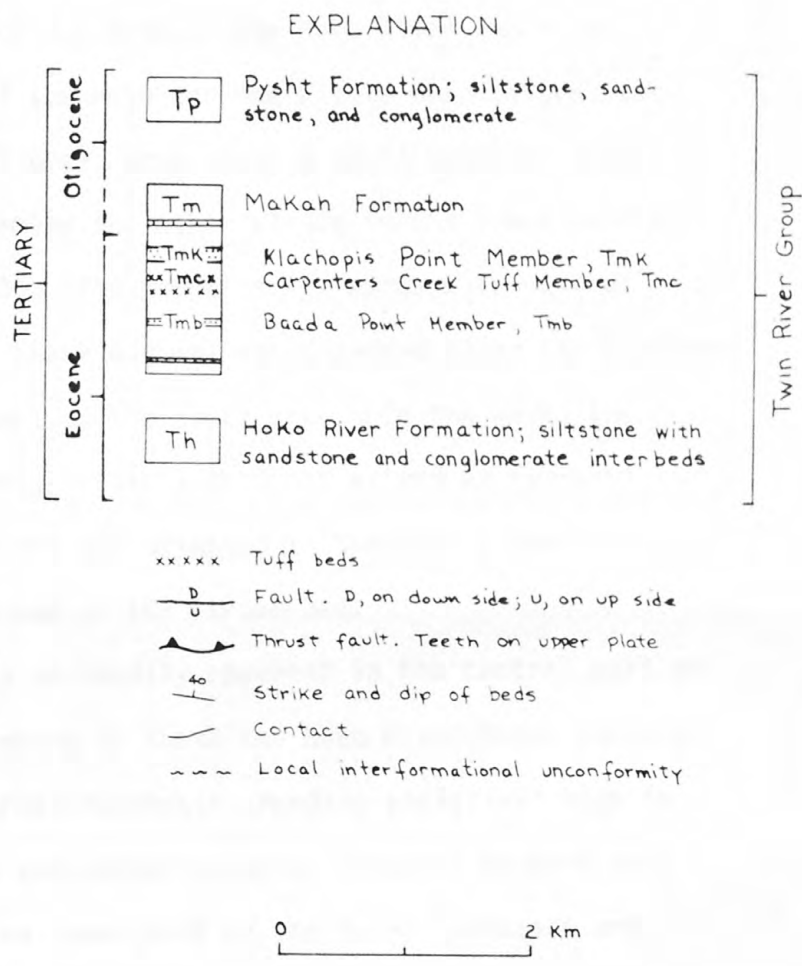 EXPLANATION
TERTIARY
Oligocene
Eocene
Tp
Pysht Formation; siltstone, sand-
stone, and conglomerate
Tm
Makah Formation
Tmk
Klachopis Point Member, Tmk
Tmc
Carpenters Creek Tuff Member, Tmc
Tmb
Baada Point Member, Tmb
Th
Hoko River Formation; siltstone with
sandstone and conglomerate interbeds
Twin River Group
xxxxx Tuff beds
D
U
Fault. D, on down side; U, on up side
Thrust fault. Teeth on upper plate
40
Strike and dip of beds
Contact
Local interformational unconformity
0 2 Km